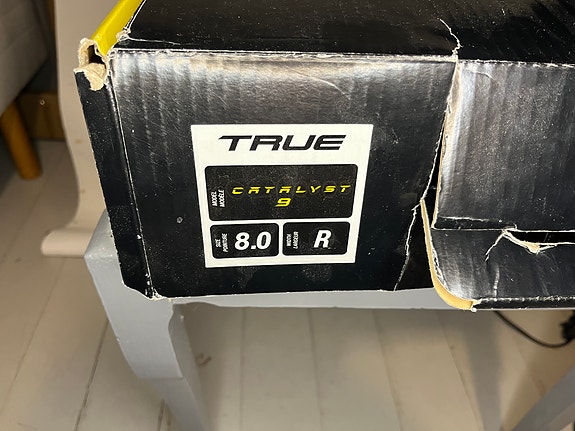 TRUE
MODEL
MODÈLE
CATALYST
9
SIZE
POINTURE
8.0
WIDTH
LARGEUR
R